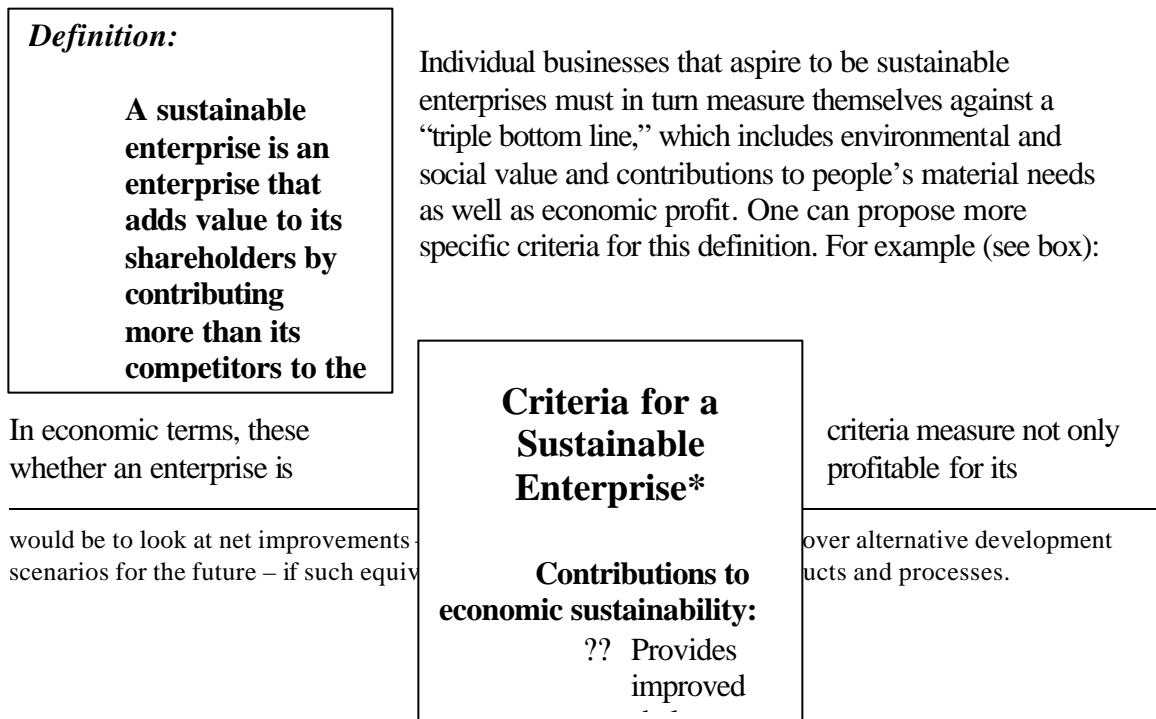 Definition:
A sustainable
enterprise is an
enterprise that
adds value to its
shareholders by
contributing
more than its
competitors to the
Individual businesses that aspire to be sustainable
enterprises must in turn measure themselves against a
“triple bottom line,” which includes environmental and
social value and contributions to people’s material needs
as well as economic profit. One can propose more
specific criteria for this definition. For example (see box):
In economic terms, these criteria measure not only
whether an enterprise is profitable for its
Criteria for a
Sustainable
Enterprise*
Contributions to
economic sustainability:
?? Provides
improved
would be to look at net improvements over alternative development
scenarios for the future – if such equiv ucts and processes.